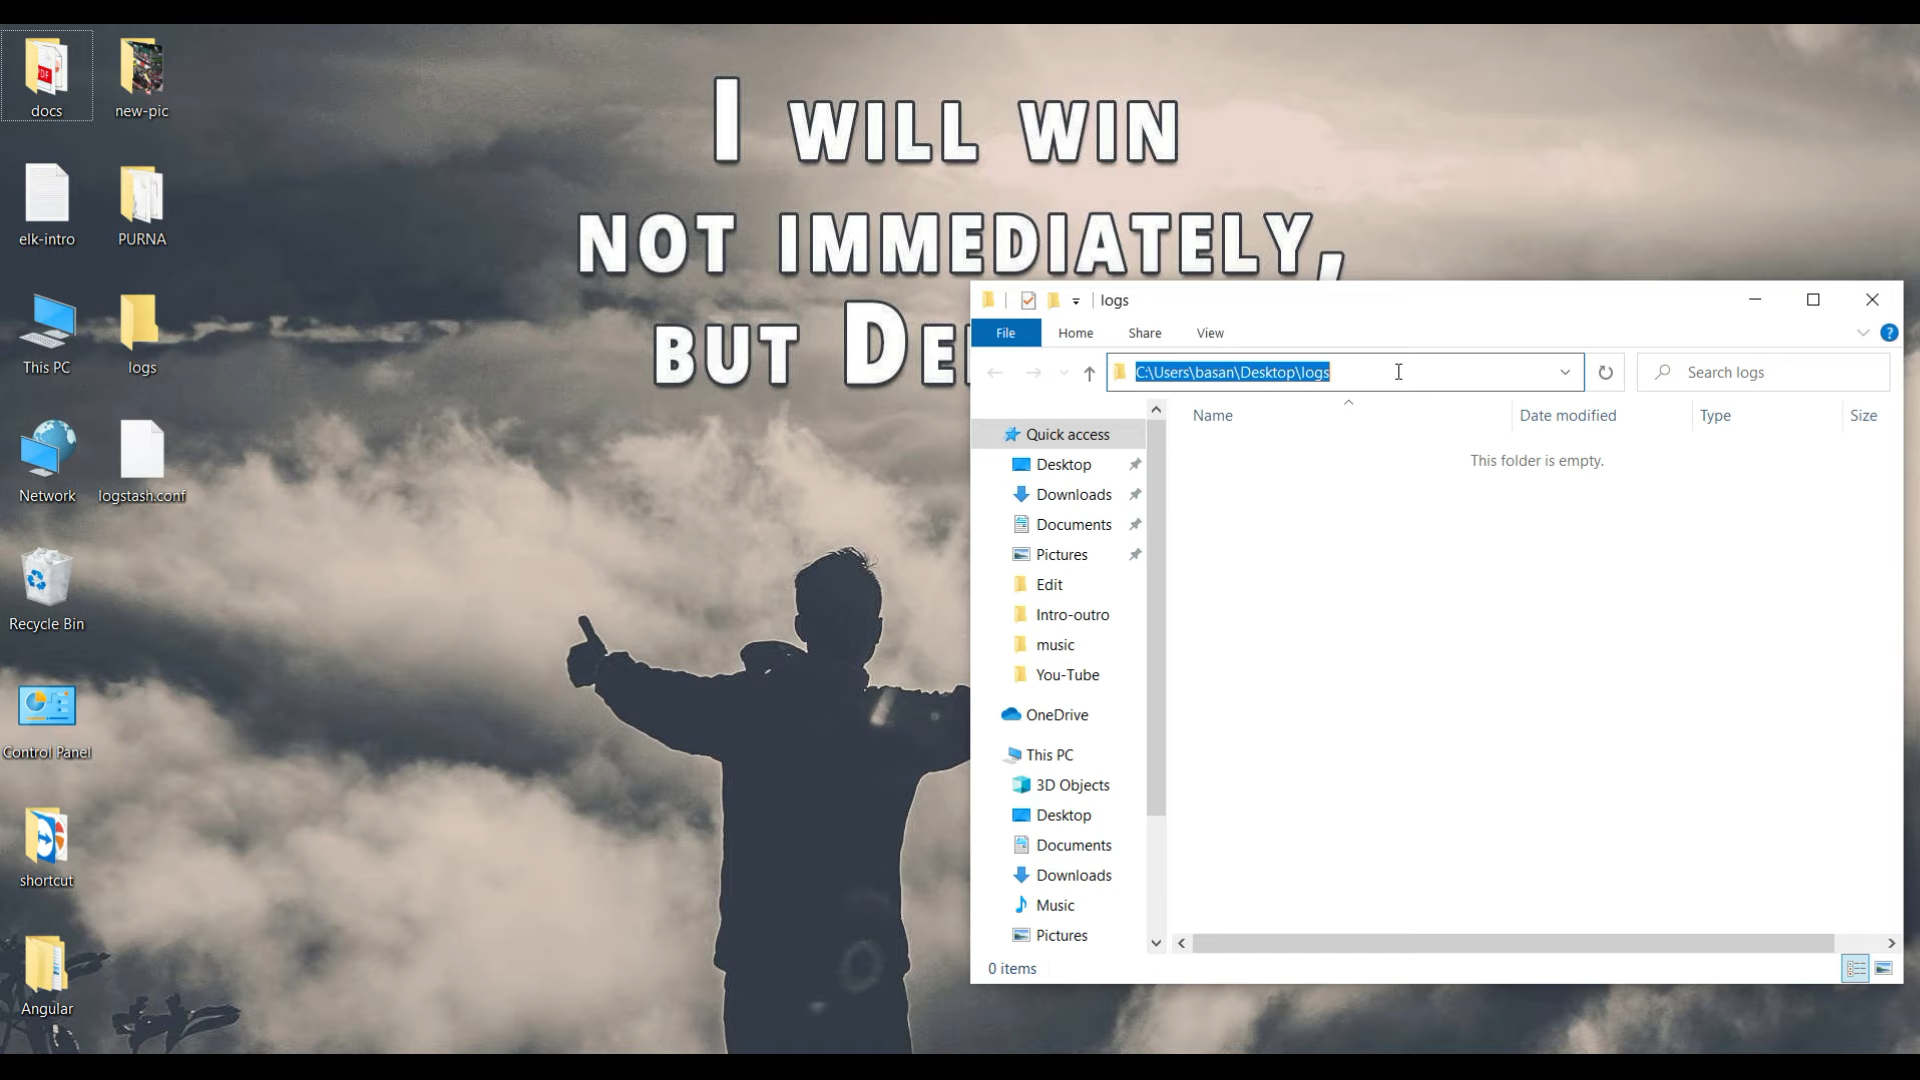 I WILL WIN
NOT IMMEDIATELY,
BUT DE
docs
new-pic
elk-intro
PURNA
This PC
logs
Network
logstash.conf
Recycle Bin
Control Panel
shortcut
Angular
logs
File
Home
Share
View
C:\Users\basan\Desktop\logs
Search logs
Name
Date modified
Type
Size
This folder is empty.
Quick access
Desktop
Downloads
Documents
Pictures
Edit
Intro-outro
music
You-Tube
OneDrive
This PC
3D Objects
Desktop
Documents
Downloads
Music
Pictures
0 items